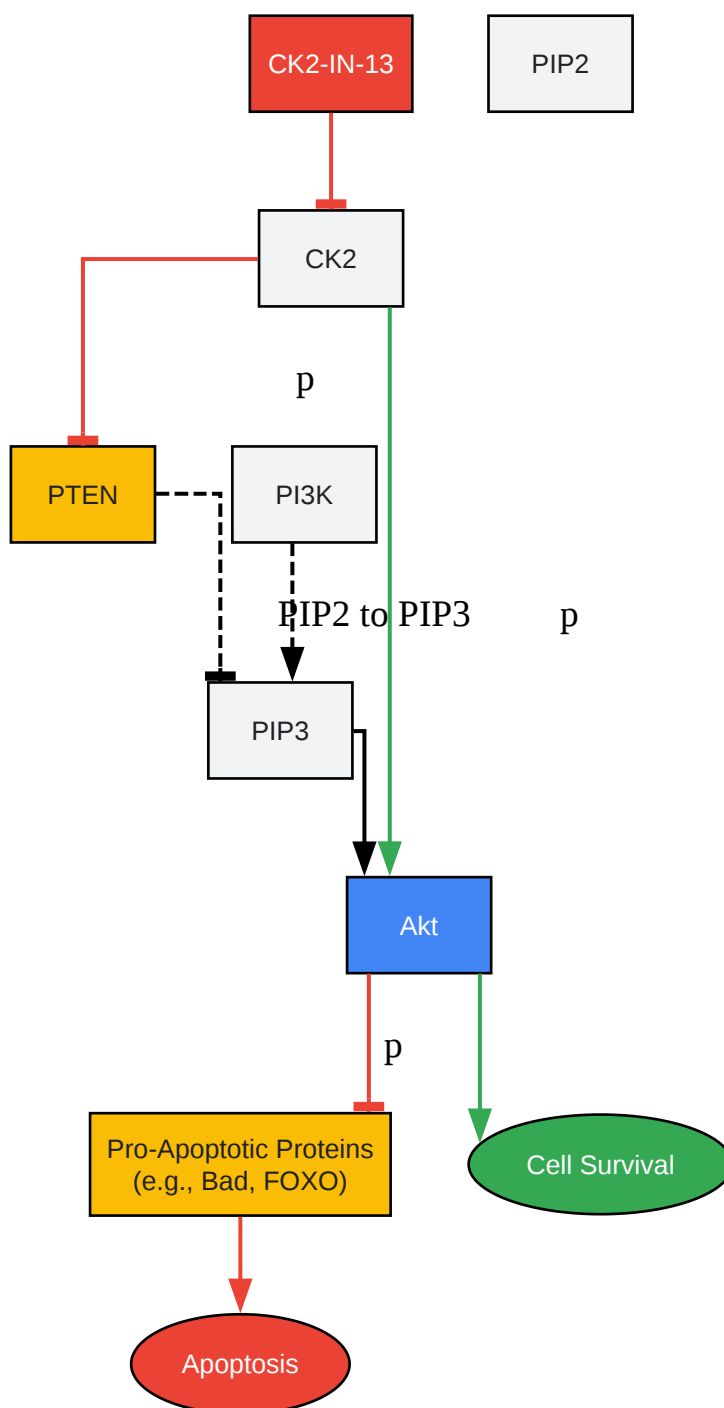 CK2-IN-13
PIP2
CK2
p
PTEN
PI3K
PIP2 to PIP3
p
PIP3
Akt
p
Pro-Apoptotic Proteins
(e.g., Bad, FOXO)
Cell Survival
Apoptosis